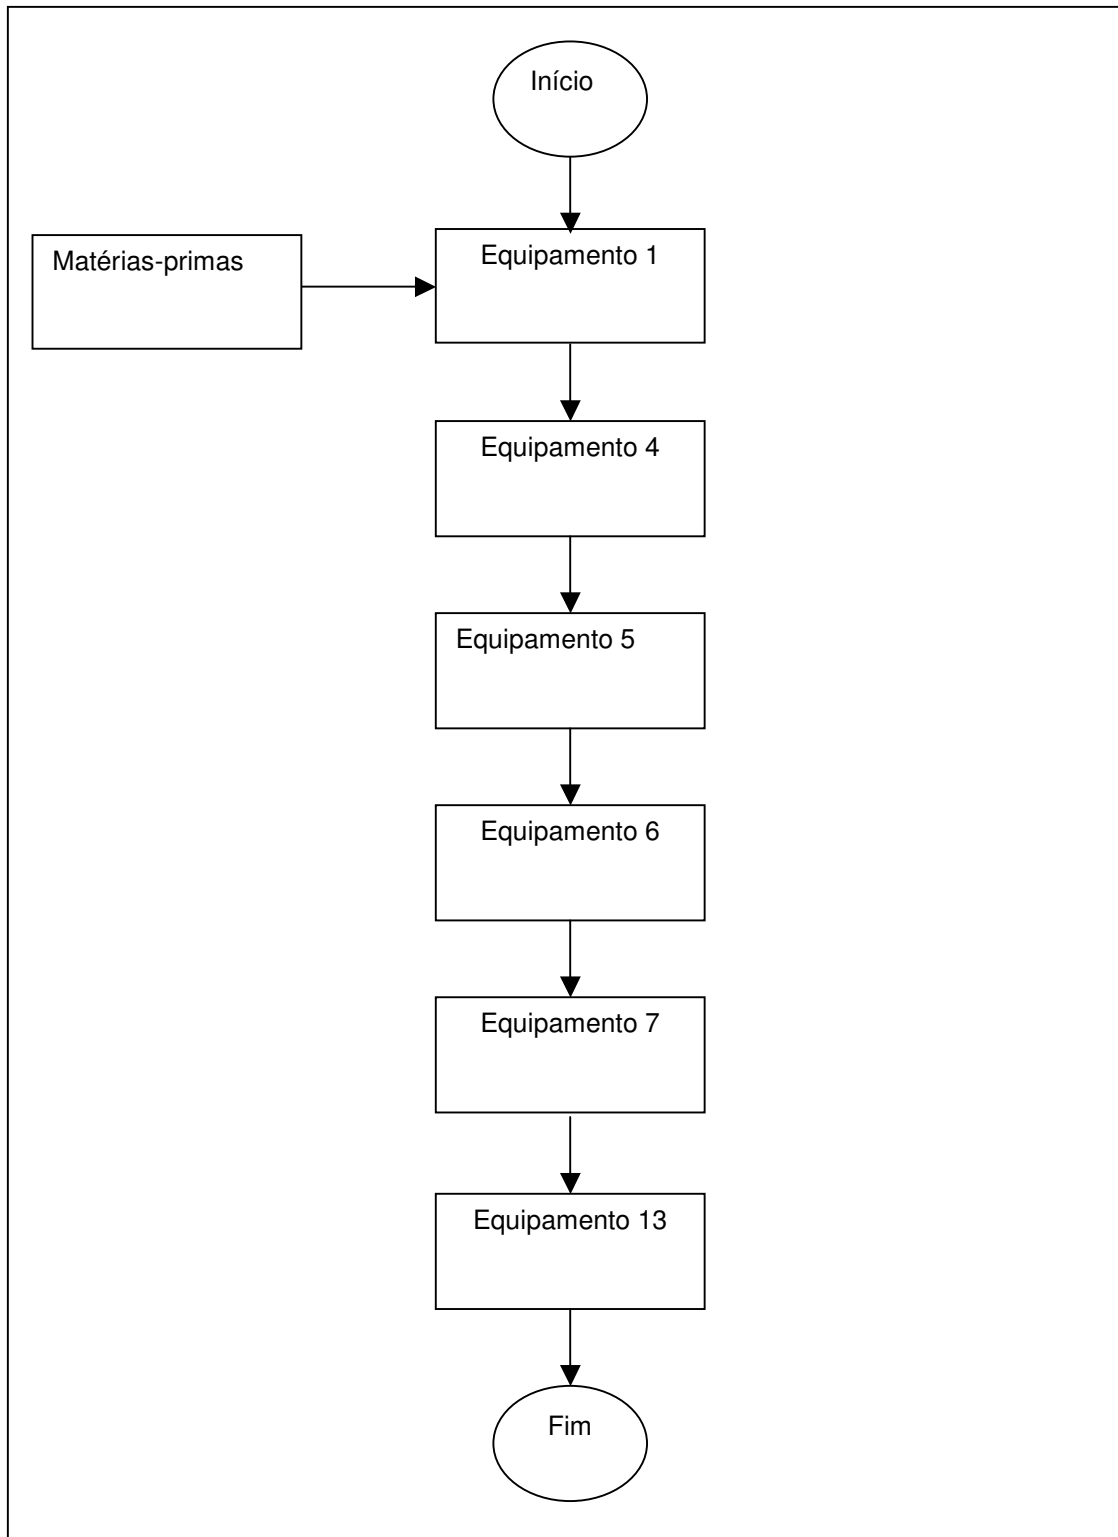 Início
Matérias-primas
Equipamento 1
Equipamento 4
Equipamento 5
Equipamento 6
Equipamento 7
Equipamento 13
Fim